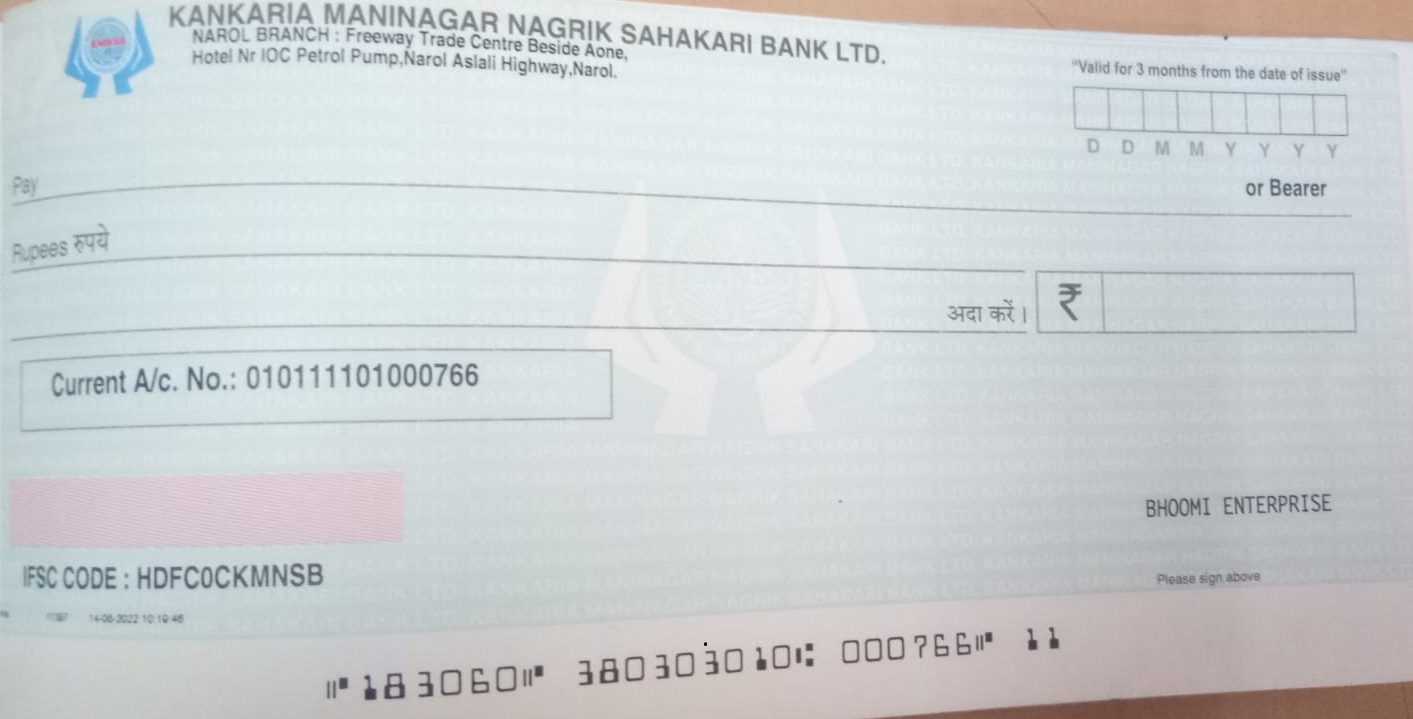 KANKARIA MANINAGAR NAGRIK SAHAKARI BANK LTD.
NAROL BRANCH : Freeway Trade Centre Beside Aone,
Hotel Nr IOC Petrol Pump,Narol Aslali Highway,Narol.
"Valid for 3 months from the date of issue"
D D M M Y Y Y Y
Pay
or Bearer
Rupees रुपये
अदा करें। ₹
Current A/c. No.: 010111101000766
BHOOMI ENTERPRISE
IFSC CODE : HDFC0CKMNSB
Please sign above
14-06-2022 10:19:46
⑈183060⑈ 380303010⑆ 000766⑈ 11